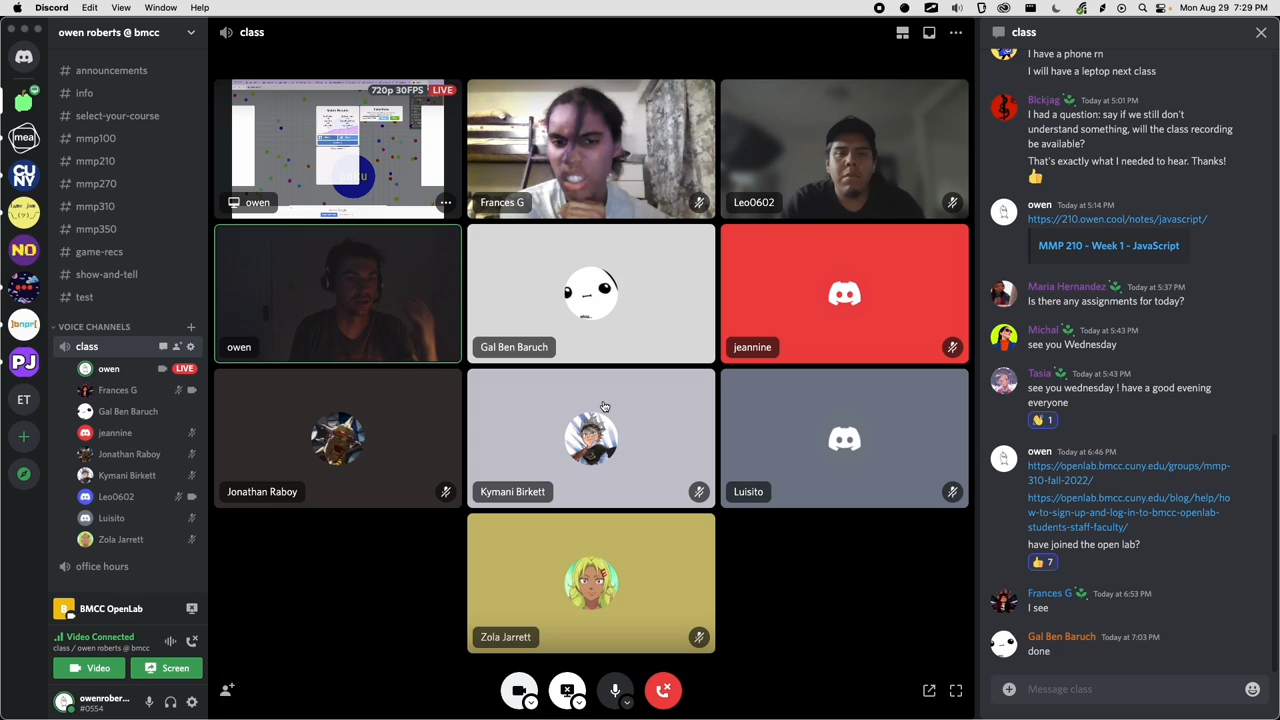 Discord File Edit View Window Help
Mon Aug 29 7:29 PM
owen roberts @ bmcc
announcements
info
select-your-course
mmp100
mmp210
mmp270
mmp310
mmp350
game-recs
show-and-tell
test
VOICE CHANNELS
class
owen LIVE
Frances G
Gal Ben Baruch
jeannine
Jonathan Raboy
Kymani Birkett
Leo0602
Luisito
Zola Jarrett
office hours
BMCC OpenLab
Video Connected
class / owen roberts @ bmcc
Video Screen
owenrober...
#0554
mea
CU
NY
NO
[bnpr]
PJ
ET
class
720p 30FPS LIVE
owen
Frances G
Leo0602
owen
Gal Ben Baruch
jeannine
Jonathan Raboy
Kymani Birkett
Luisito
Zola Jarrett
class
I have a phone rn
I will have a leptop next class
Blckjag Today at 5:01 PM
I had a question: say if we still don't
understand something, will the class recording
be available?
That's exactly what I needed to hear. Thanks!
👍
owen Today at 5:14 PM
https://210.owen.cool/notes/javascript/
MMP 210 - Week 1 - JavaScript
Maria Hernandez Today at 5:37 PM
Is there any assignments for today?
Michal Today at 5:43 PM
see you Wednesday
Tasia Today at 5:43 PM
see you wednesday ! have a good evening
everyone
👋 1
owen Today at 6:46 PM
https://openlab.bmcc.cuny.edu/groups/mmp-
310-fall-2022/
https://openlab.bmcc.cuny.edu/blog/help/ho
w-to-sign-up-and-log-in-to-bmcc-openlab-
students-staff-faculty/
have joined the open lab?
👍 7
Frances G Today at 6:53 PM
I see
Gal Ben Baruch Today at 7:03 PM
done
Message class